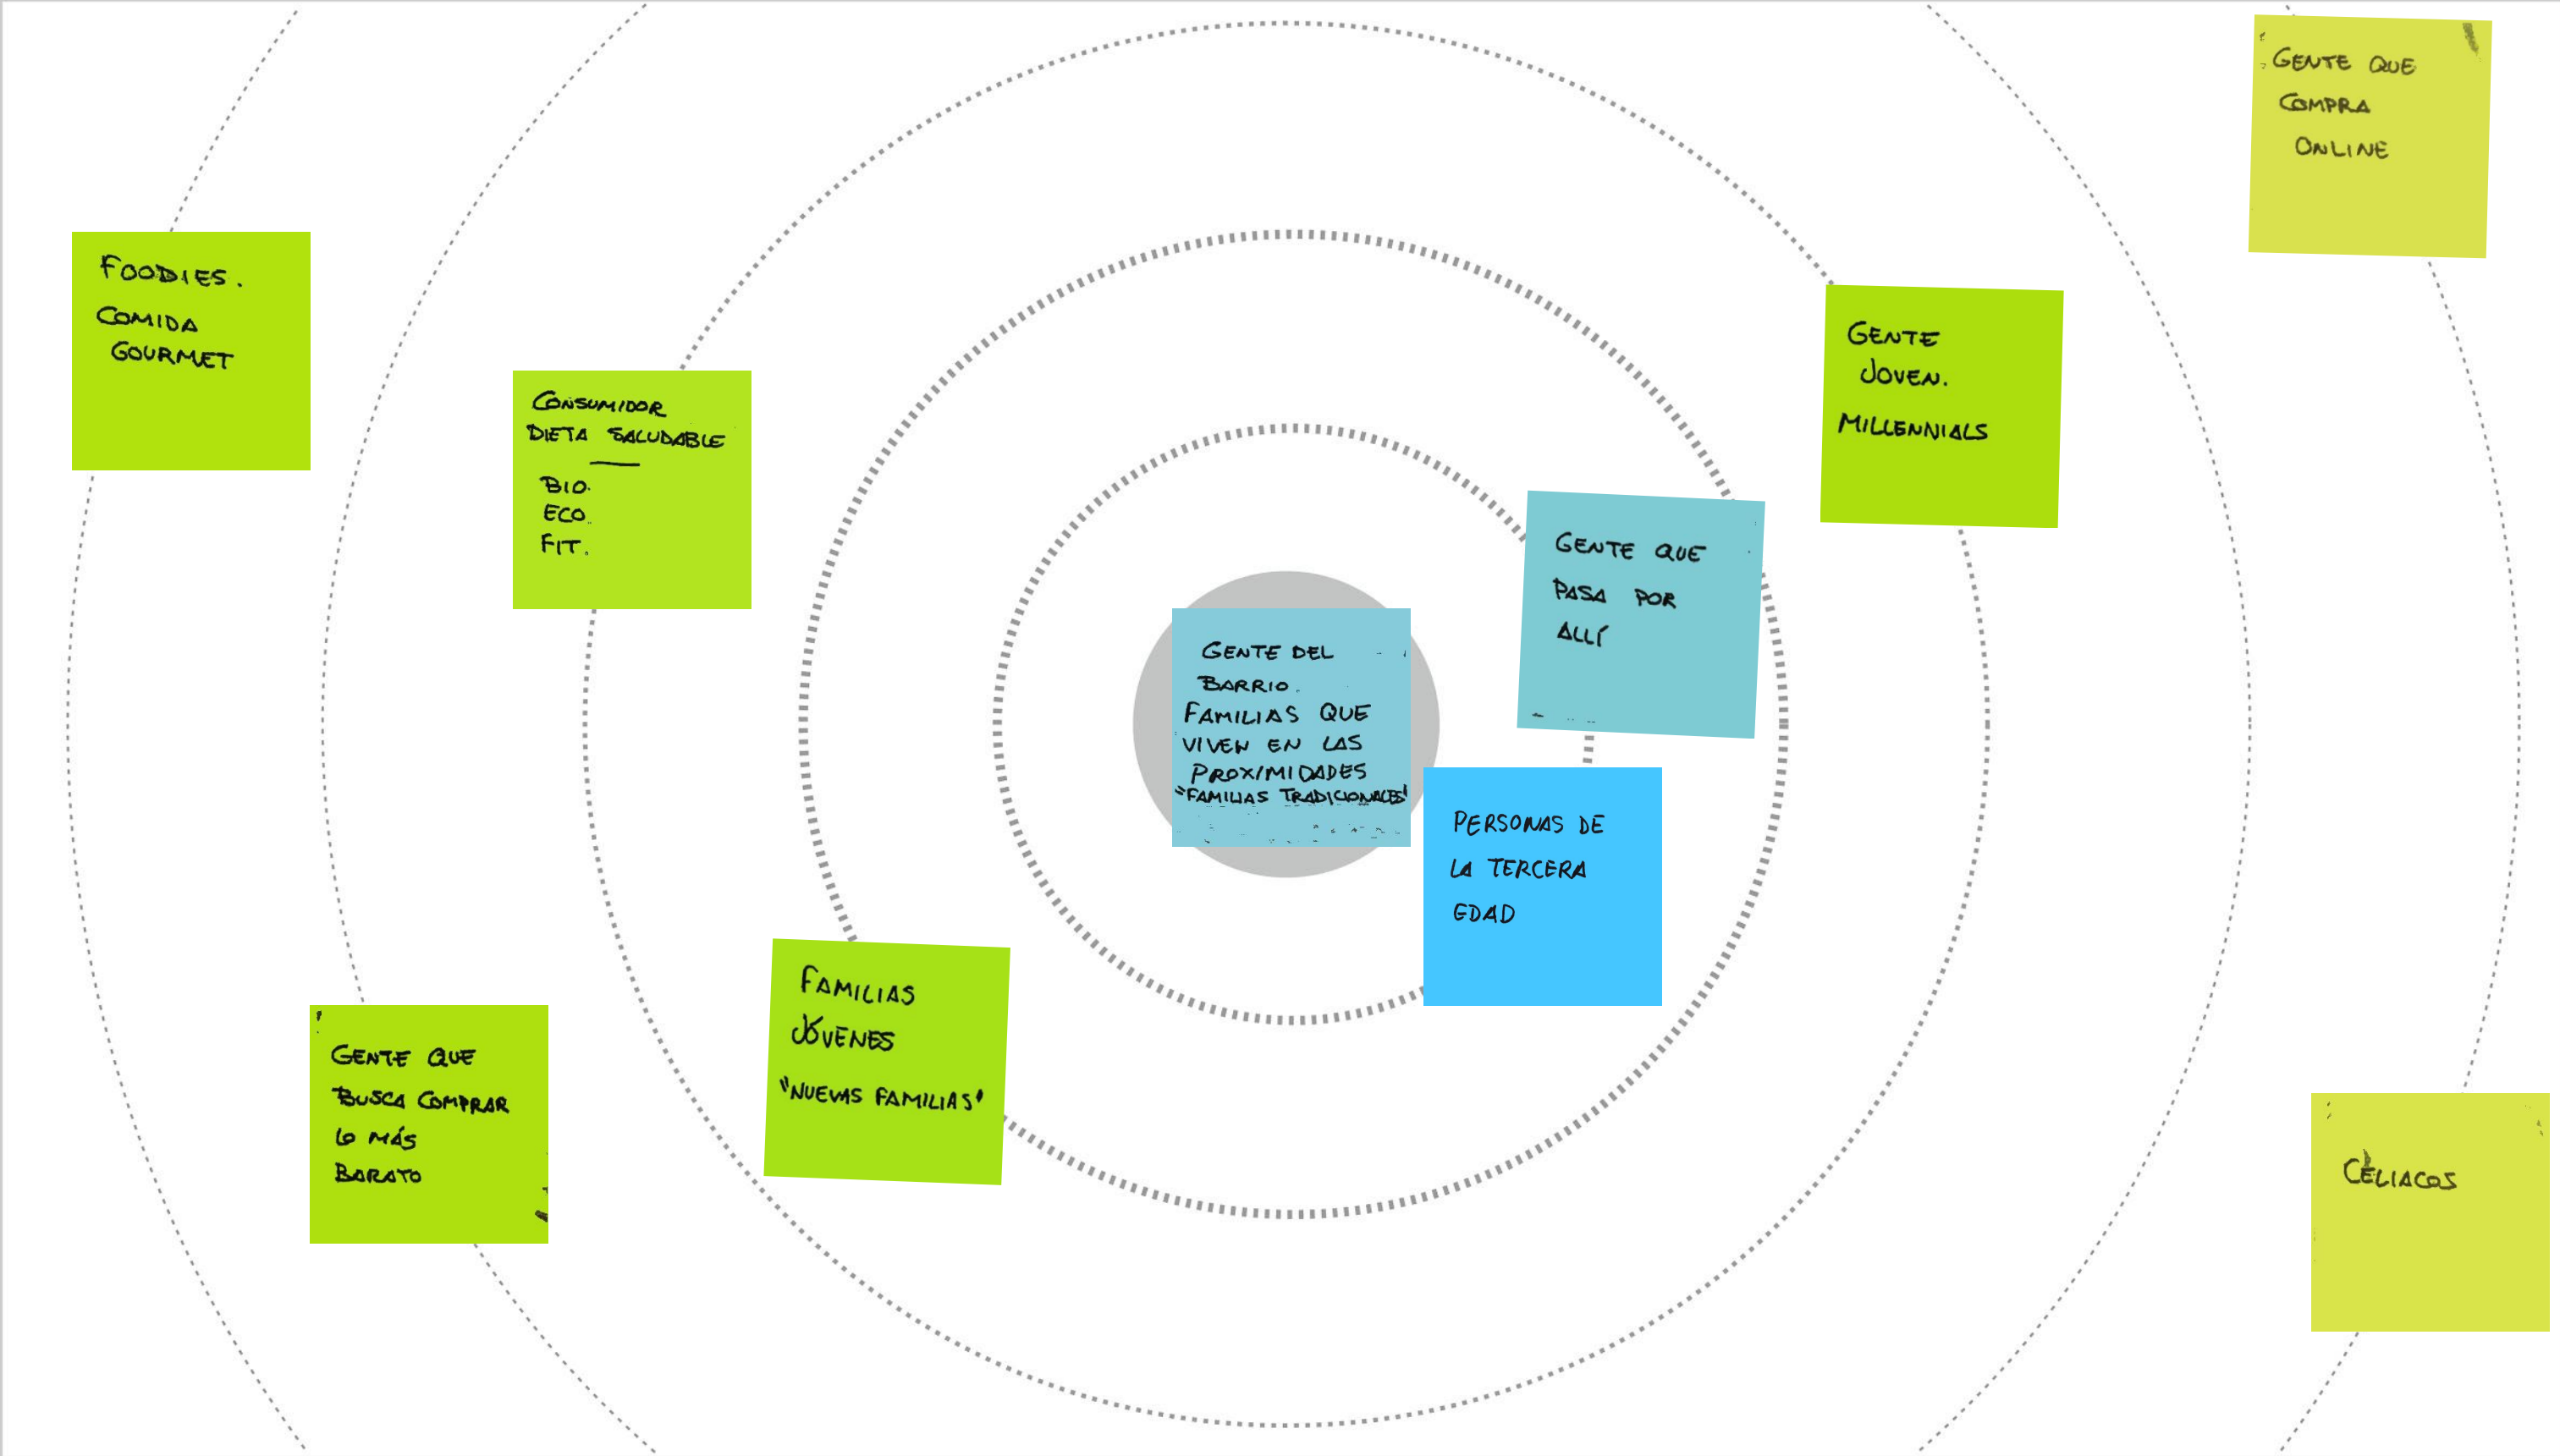 GENTE QUE
COMPRA
ONLINE
FOODIES.
COMIDA
GOURMET
CONSUMIDOR
DIETA SALUDABLE
BIO.
ECO.
FIT.
GENTE
JOVEN.
MILLENNIALS
GENTE QUE
PASA POR
ALLÍ
GENTE DEL
BARRIO.
FAMILIAS QUE
VIVEN EN LAS
PROXIMIDADES
"FAMILIAS TRADICIONALES"
PERSONAS DE
LA TERCERA
EDAD
FAMILIAS
JÓVENES
"NUEVAS FAMILIAS"
GENTE QUE
BUSCA COMPRAR
LO MÁS
BARATO
CÉLIACOS